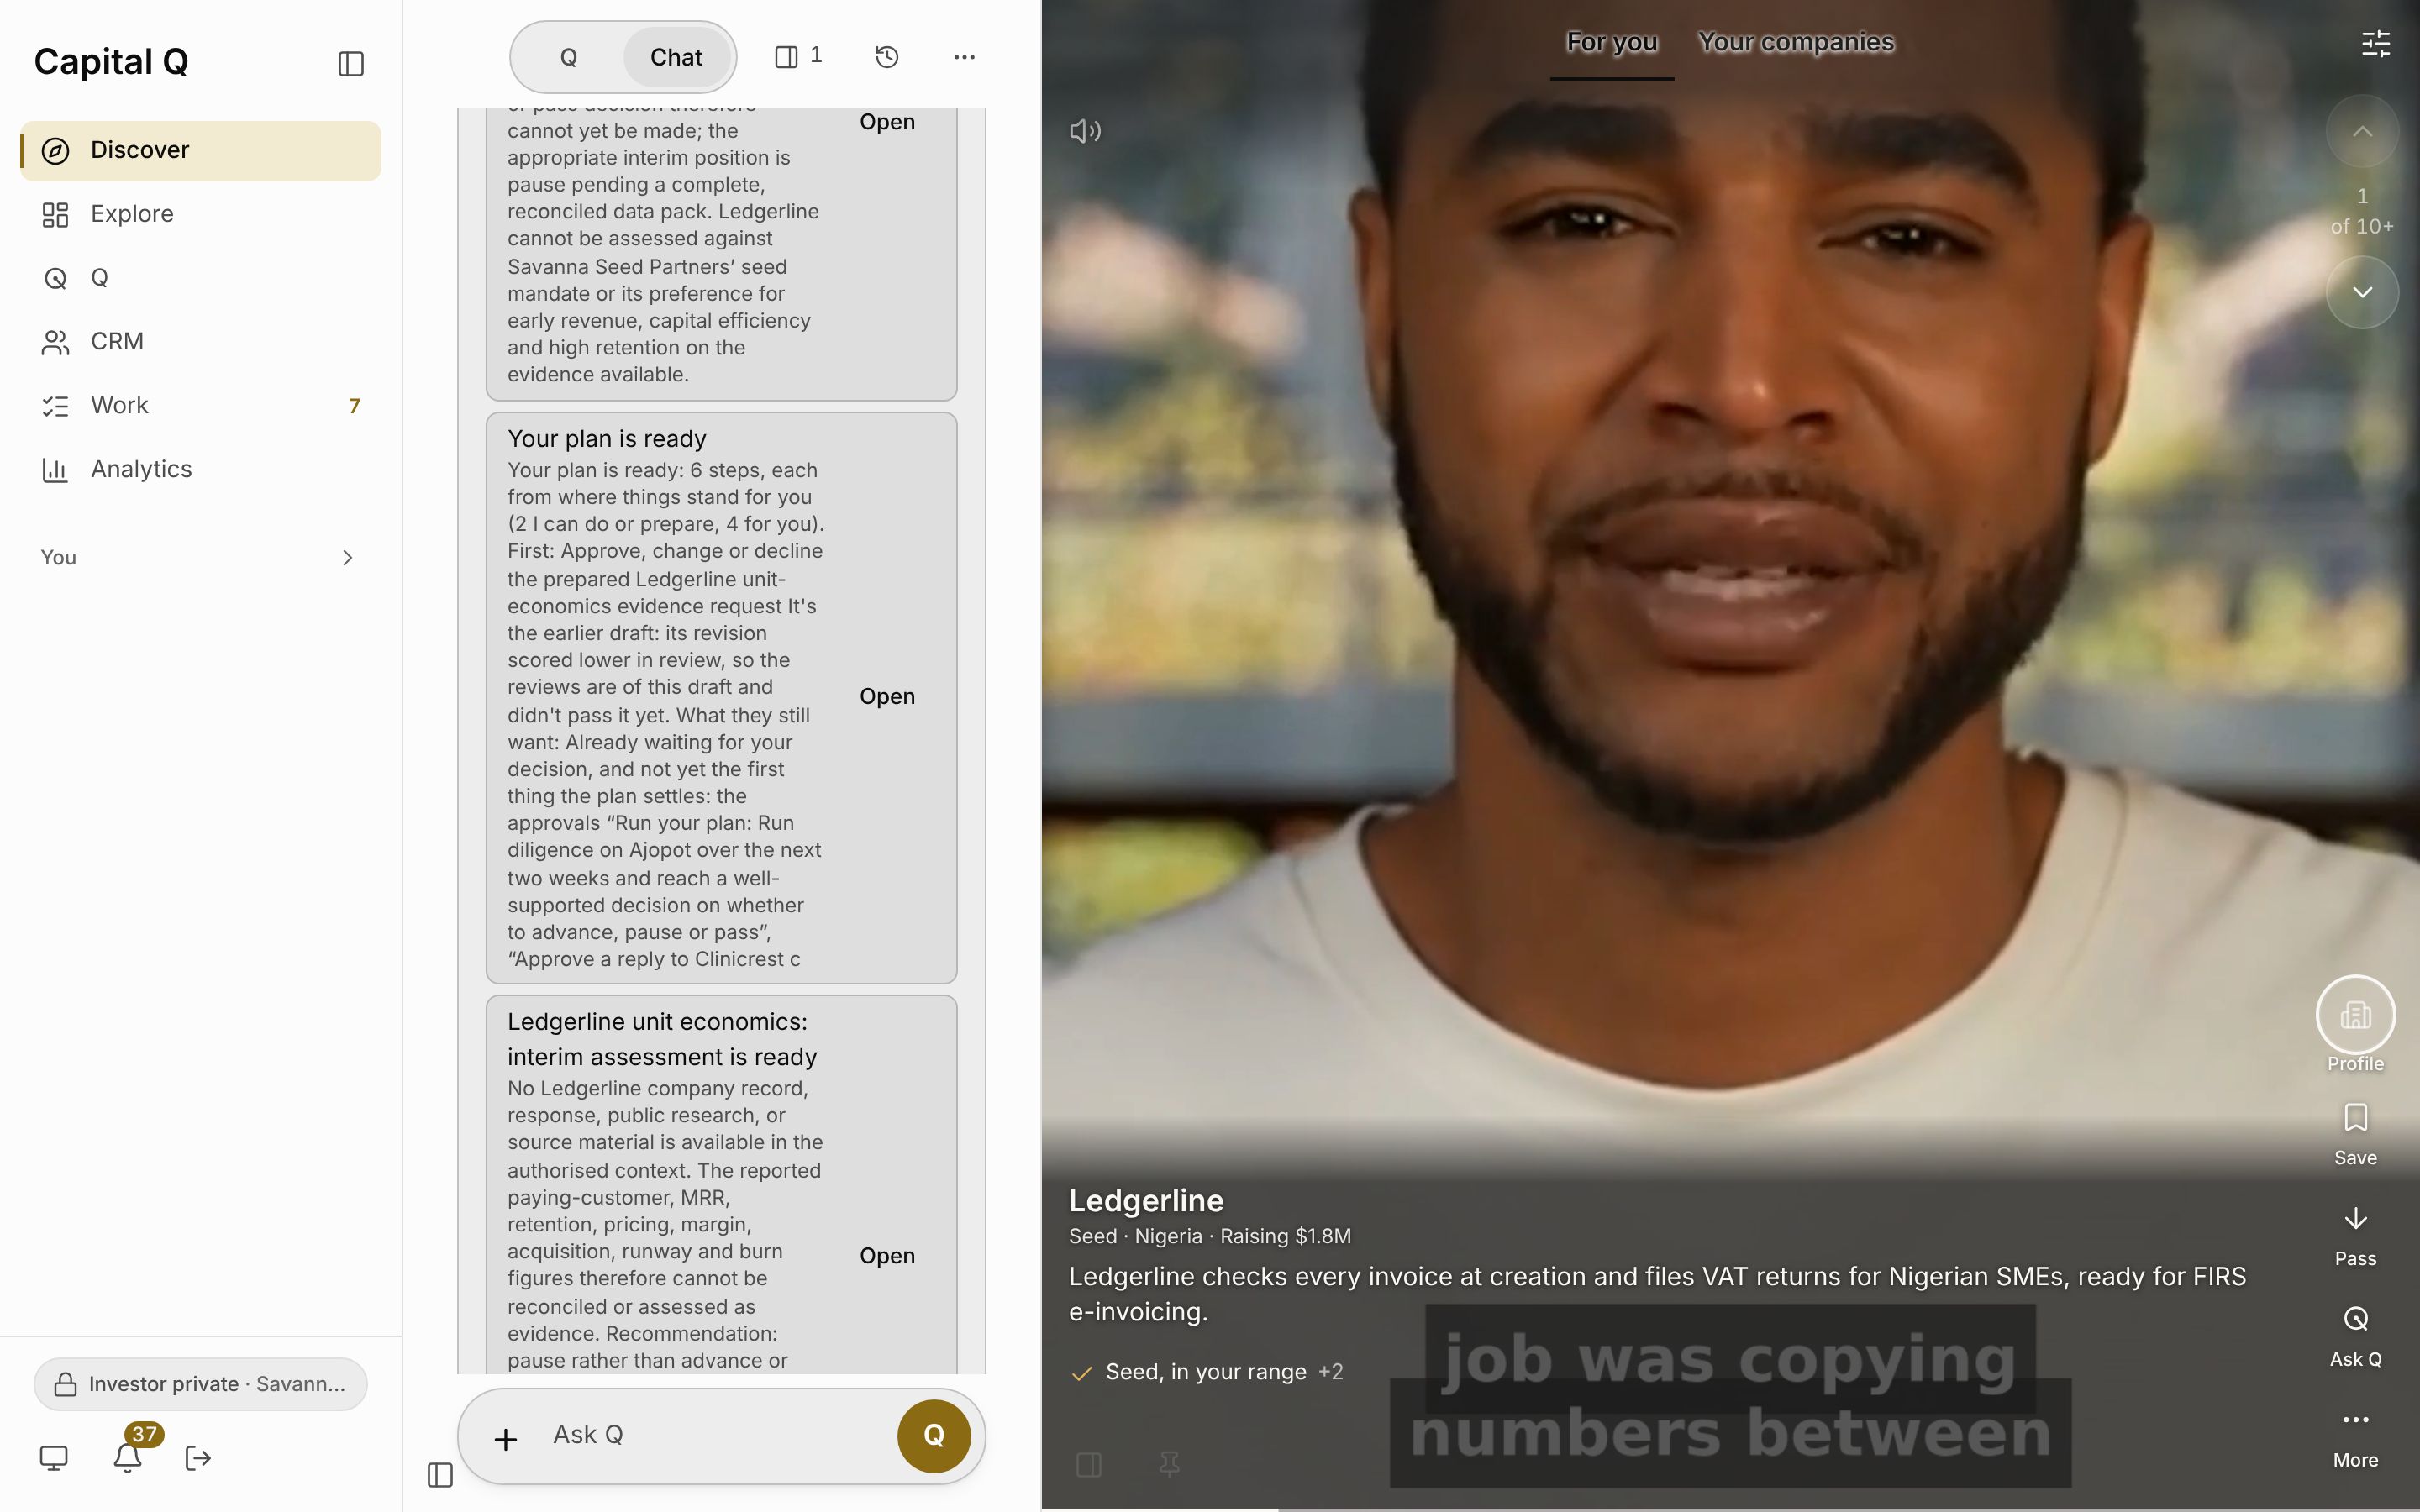 Capital Q
Discover
Explore
Q
CRM
Work 7
Analytics
You
Investor private · Savann...
37
Q Chat 1
cannot yet be made; the
appropriate interim position is
pause pending a complete,
reconciled data pack. Ledgerline
cannot be assessed against
Savanna Seed Partners’ seed
mandate or its preference for
early revenue, capital efficiency
and high retention on the
evidence available.
Open
Your plan is ready
Your plan is ready: 6 steps, each
from where things stand for you
(2 I can do or prepare, 4 for you).
First: Approve, change or decline
the prepared Ledgerline unit-
economics evidence request It's
the earlier draft: its revision
scored lower in review, so the
reviews are of this draft and
didn't pass it yet. What they still
want: Already waiting for your
decision, and not yet the first
thing the plan settles: the
approvals “Run your plan: Run
diligence on Ajopot over the next
two weeks and reach a well-
supported decision on whether
to advance, pause or pass”,
“Approve a reply to Clinicrest c
Open
Ledgerline unit economics:
interim assessment is ready
No Ledgerline company record,
response, public research, or
source material is available in the
authorised context. The reported
paying-customer, MRR,
retention, pricing, margin,
acquisition, runway and burn
figures therefore cannot be
reconciled or assessed as
evidence. Recommendation:
pause rather than advance or
Open
Ask Q
Q
For you Your companies
1
of 10+
Profile
Save
Pass
Ask Q
More
Ledgerline
Seed · Nigeria · Raising $1.8M
Ledgerline checks every invoice at creation and files VAT returns for Nigerian SMEs, ready for FIRS
e-invoicing.
Seed, in your range +2
job was copying
numbers between